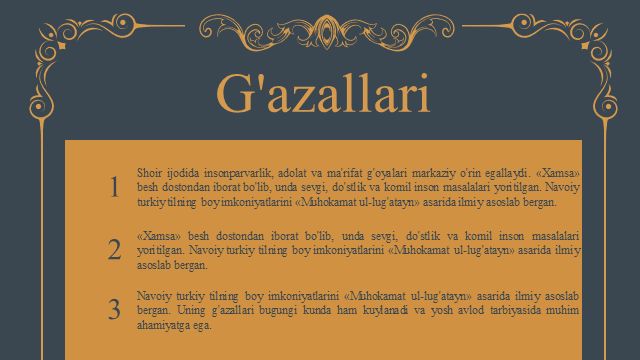 G'azallari
1
Shoir ijodida insonparvarlik, adolat va ma'rifat g'oyalari markaziy o'rin egallaydi. «Xamsa»
besh dostondan iborat bo'lib, unda sevgi, do'stlik va komil inson masalalari yoritilgan. Navoiy
turkiy tilning boy imkoniyatlarini «Muhokamat ul-lug'atayn» asarida ilmiy asoslab bergan.
2
«Xamsa» besh dostondan iborat bo'lib, unda sevgi, do'stlik va komil inson masalalari
yoritilgan. Navoiy turkiy tilning boy imkoniyatlarini «Muhokamat ul-lug'atayn» asarida ilmiy
asoslab bergan.
3
Navoiy turkiy tilning boy imkoniyatlarini «Muhokamat ul-lug'atayn» asarida ilmiy asoslab
bergan. Uning g'azallari bugungi kunda ham kuylanadi va yosh avlod tarbiyasida muhim
ahamiyatga ega.